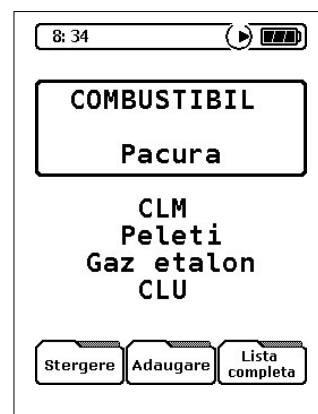 8: 34
COMBUSTIBIL
Pacura
CLM
Peleti
Gaz etalon
CLU
Stergere
Adaugare
Lista
completa